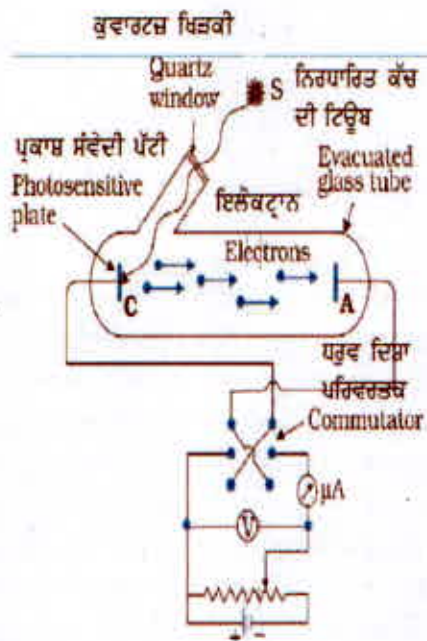 ਕੁਵਾਰਟਜ਼ ਖਿੜਕੀ
Quartz
window
S
ਨਿਰਧਾਰਿਤ ਕੱਚ
ਦੀ ਟਿਊਬ
ਪ੍ਰਕਾਸ਼ ਸੰਵੇਦੀ ਪੱਟੀ
Photosensitive
plate
Evacuated
glass tube
ਇਲੈਕਟ੍ਰਾਨ
Electrons
C
A
ਧਰੁਵ ਦਿਸ਼ਾ
ਪਰਿਵਰਤਕ
Commutator
μA
V